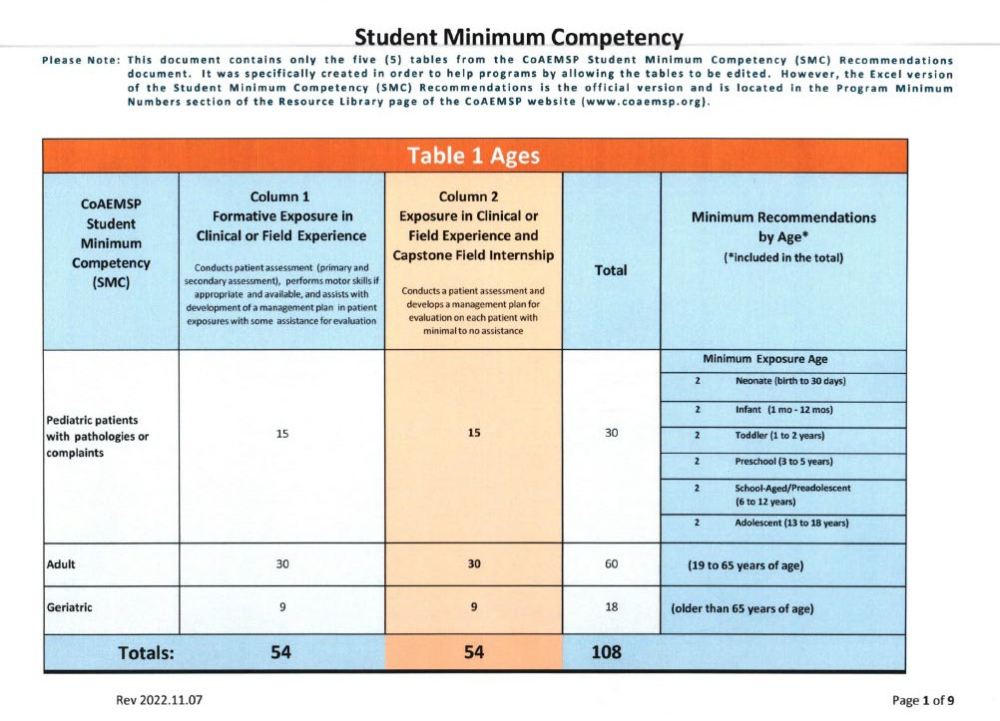 Student Minimum Competency
Please Note: This document contains only the five (5) tables from the CoAEMSP Student Minimum Competency (SMC) Recommendations
document. It was specifically created in order to help programs by allowing the tables to be edited. However, the Excel version
of the Student Minimum Competency (SMC) Recommendations is the official version and is located in the Program Minimum
Numbers section of the Resource Library page of the CoAEMSP website (www.coaemsp.org).
Table 1 Ages
CoAEMSP
Student
Minimum
Competency
(SMC)
Column 1
Formative Exposure in
Clinical or Field Experience
Conducts patient assessment (primary and
secondary assessment), performs motor skills if
appropriate and available, and assists with
development of a management plan in patient
exposures with some assistance for evaluation
Column 2
Exposure in Clinical or
Field Experience and
Capstone Field Internship
Conducts a patient assessment and
develops a management plan for
evaluation on each patient with
minimal to no assistance
Total
Minimum Recommendations
by Age*
(*included in the total)
Pediatric patients
with pathologies or
complaints
15
15
30
Minimum Exposure Age
2 Neonate (birth to 30 days)
2 Infant (1 mo - 12 mos)
2 Toddler (1 to 2 years)
2 Preschool (3 to 5 years)
2 School-Aged/Preadolescent
(6 to 12 years)
2 Adolescent (13 to 18 years)
Adult 30 30 60 (19 to 65 years of age)
Geriatric 9 9 18 (older than 65 years of age)
Totals: 54 54 108
Rev 2022.11.07 Page 1 of 9